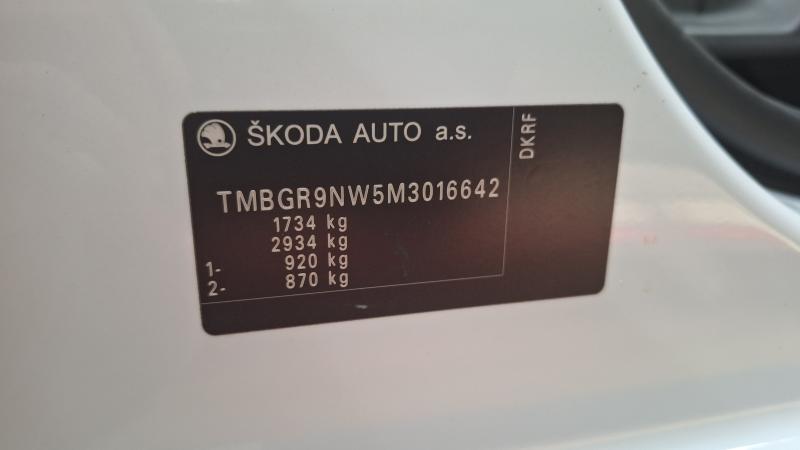 ŠKODA AUTO a.s.
DKRF
TMBGR9NW5M3016642
1734 kg
2934 kg
1- 920 kg
2- 870 kg